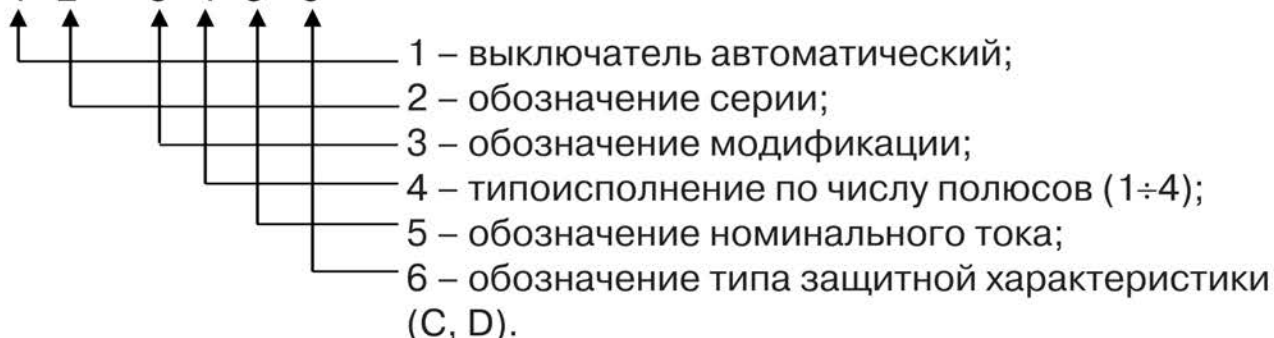 1 – выключатель автоматический;
2 – обозначение серии;
3 – обозначение модификации;
4 – типоисполнение по числу полюсов (1÷4);
5 – обозначение номинального тока;
6 – обозначение типа защитной характеристики
(C, D).